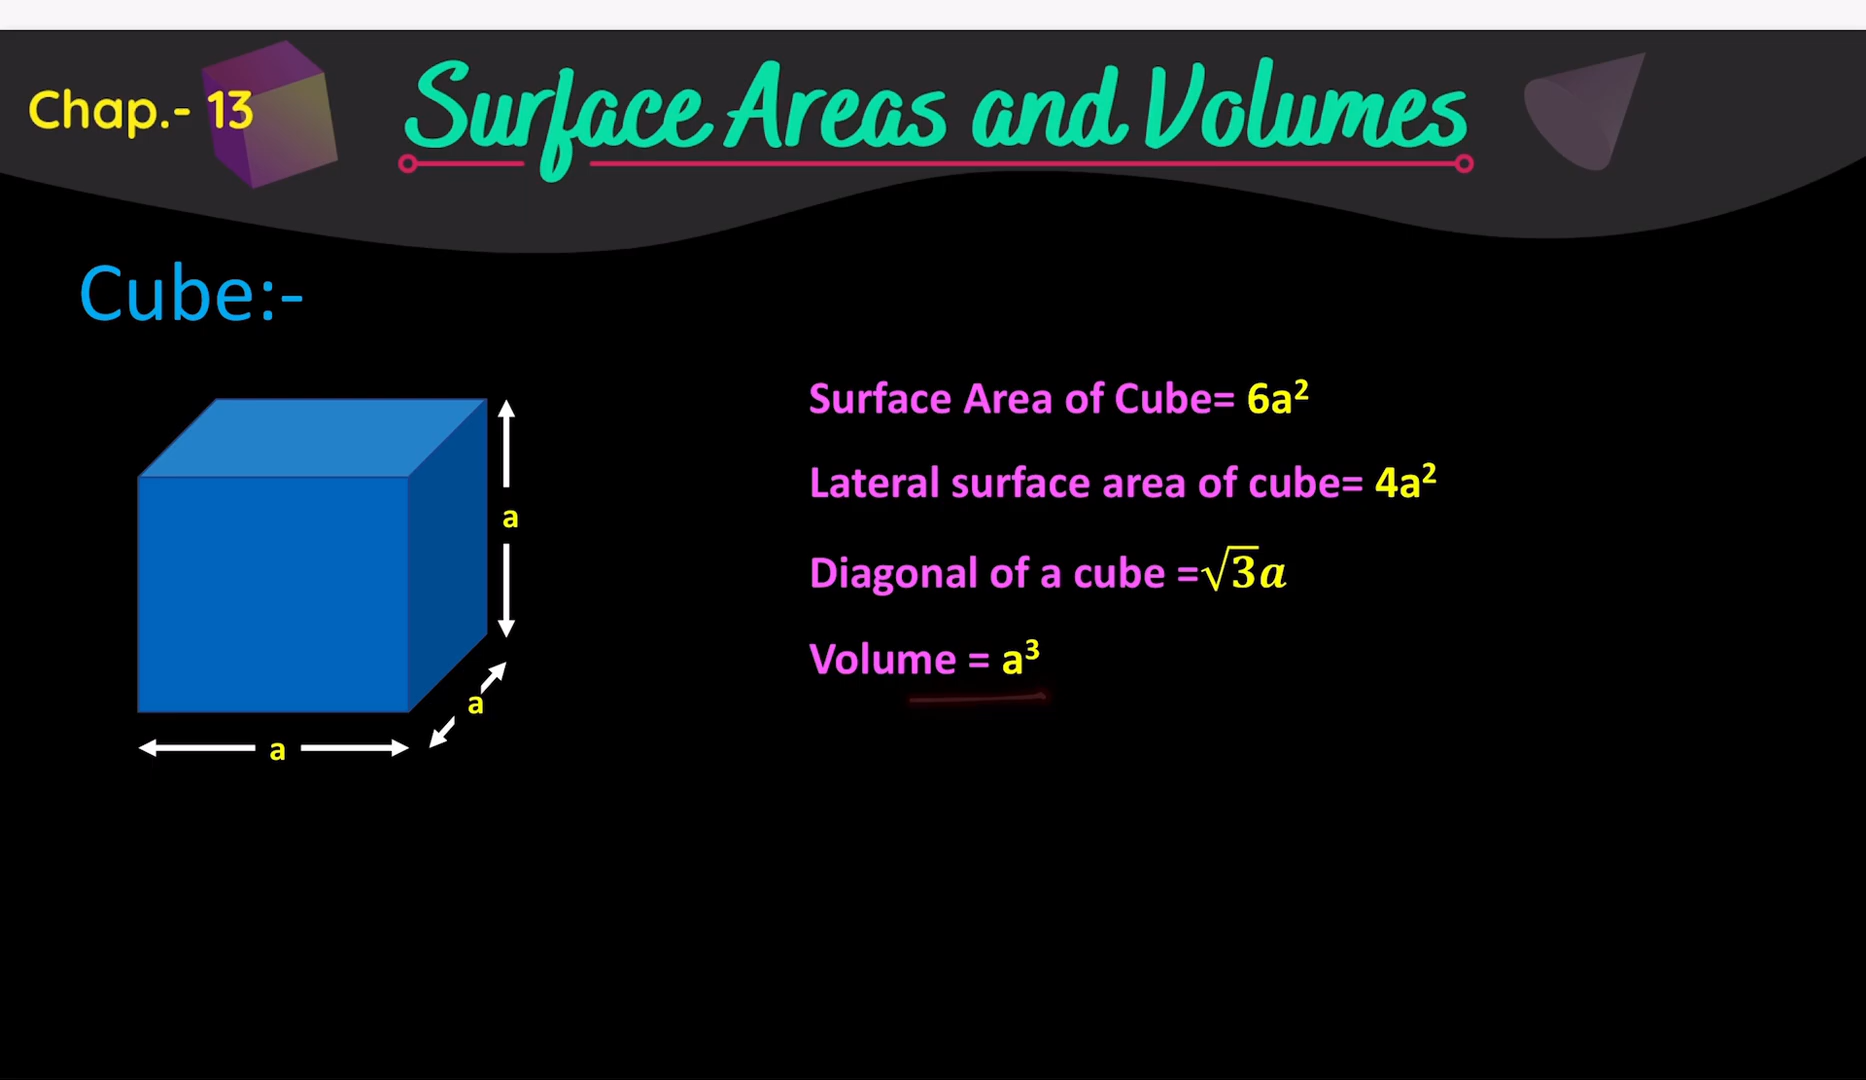 Chap.- 13
Surface Areas and Volumes
Cube:-
Surface Area of Cube= 6a²
Lateral surface area of cube= 4a²
a
Diagonal of a cube =√3a
Volume = a³
a
a